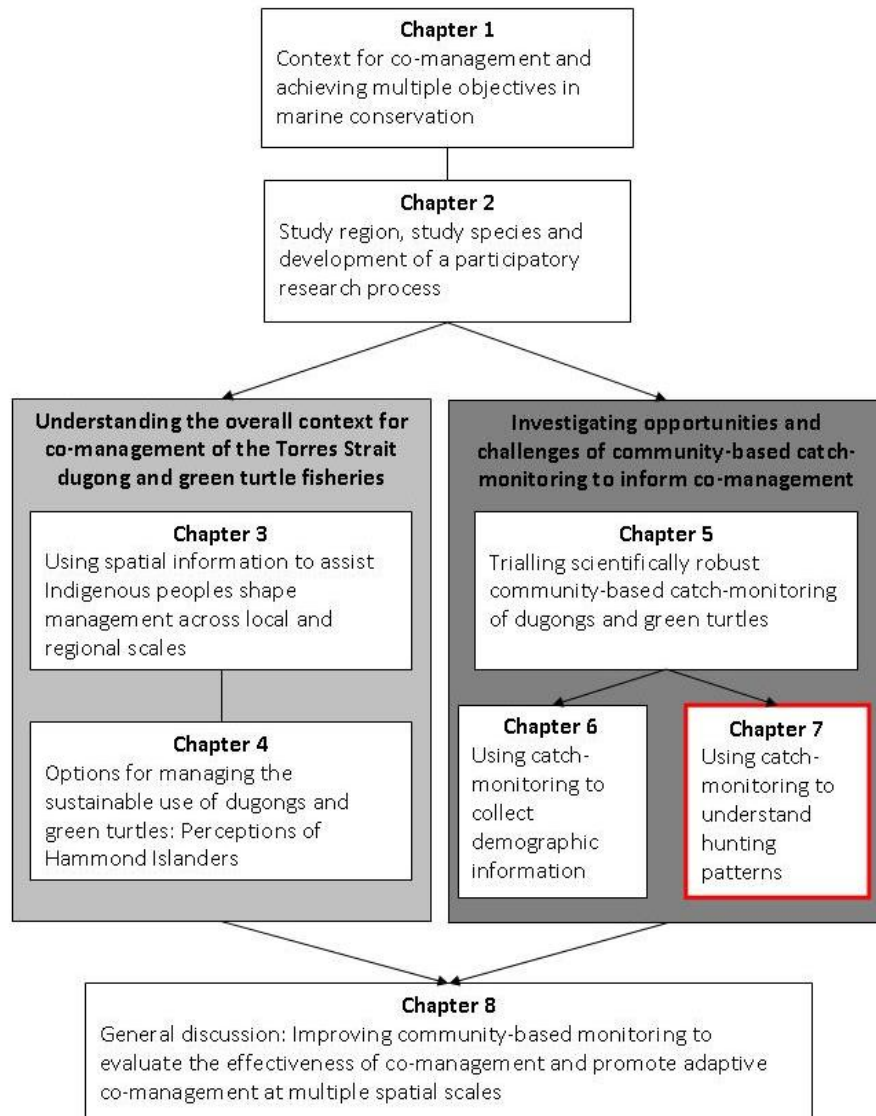 Chapter 1
Context for co-management and
achieving multiple objectives in
marine conservation
Chapter 2
Study region, study species and
development of a participatory
research process
Understanding the overall context for
co-management of the Torres Strait
dugong and green turtle fisheries
Chapter 3
Using spatial information to assist
Indigenous peoples shape
management across local and
regional scales
Chapter 4
Options for managing the
sustainable use of dugongs and
green turtles: Perceptions of
Hammond Islanders
Investigating opportunities and
challenges of community-based catch-
monitoring to inform co-management
Chapter 5
Trialling scientifically robust
community-based catch-monitoring
of dugongs and green turtles
Chapter 6
Using catch-
monitoring to
collect
demographic
information
Chapter 7
Using catch-
monitoring to
understand
hunting
patterns
Chapter 8
General discussion: Improving community-based monitoring to
evaluate the effectiveness of co-management and promote adaptive
co-management at multiple spatial scales